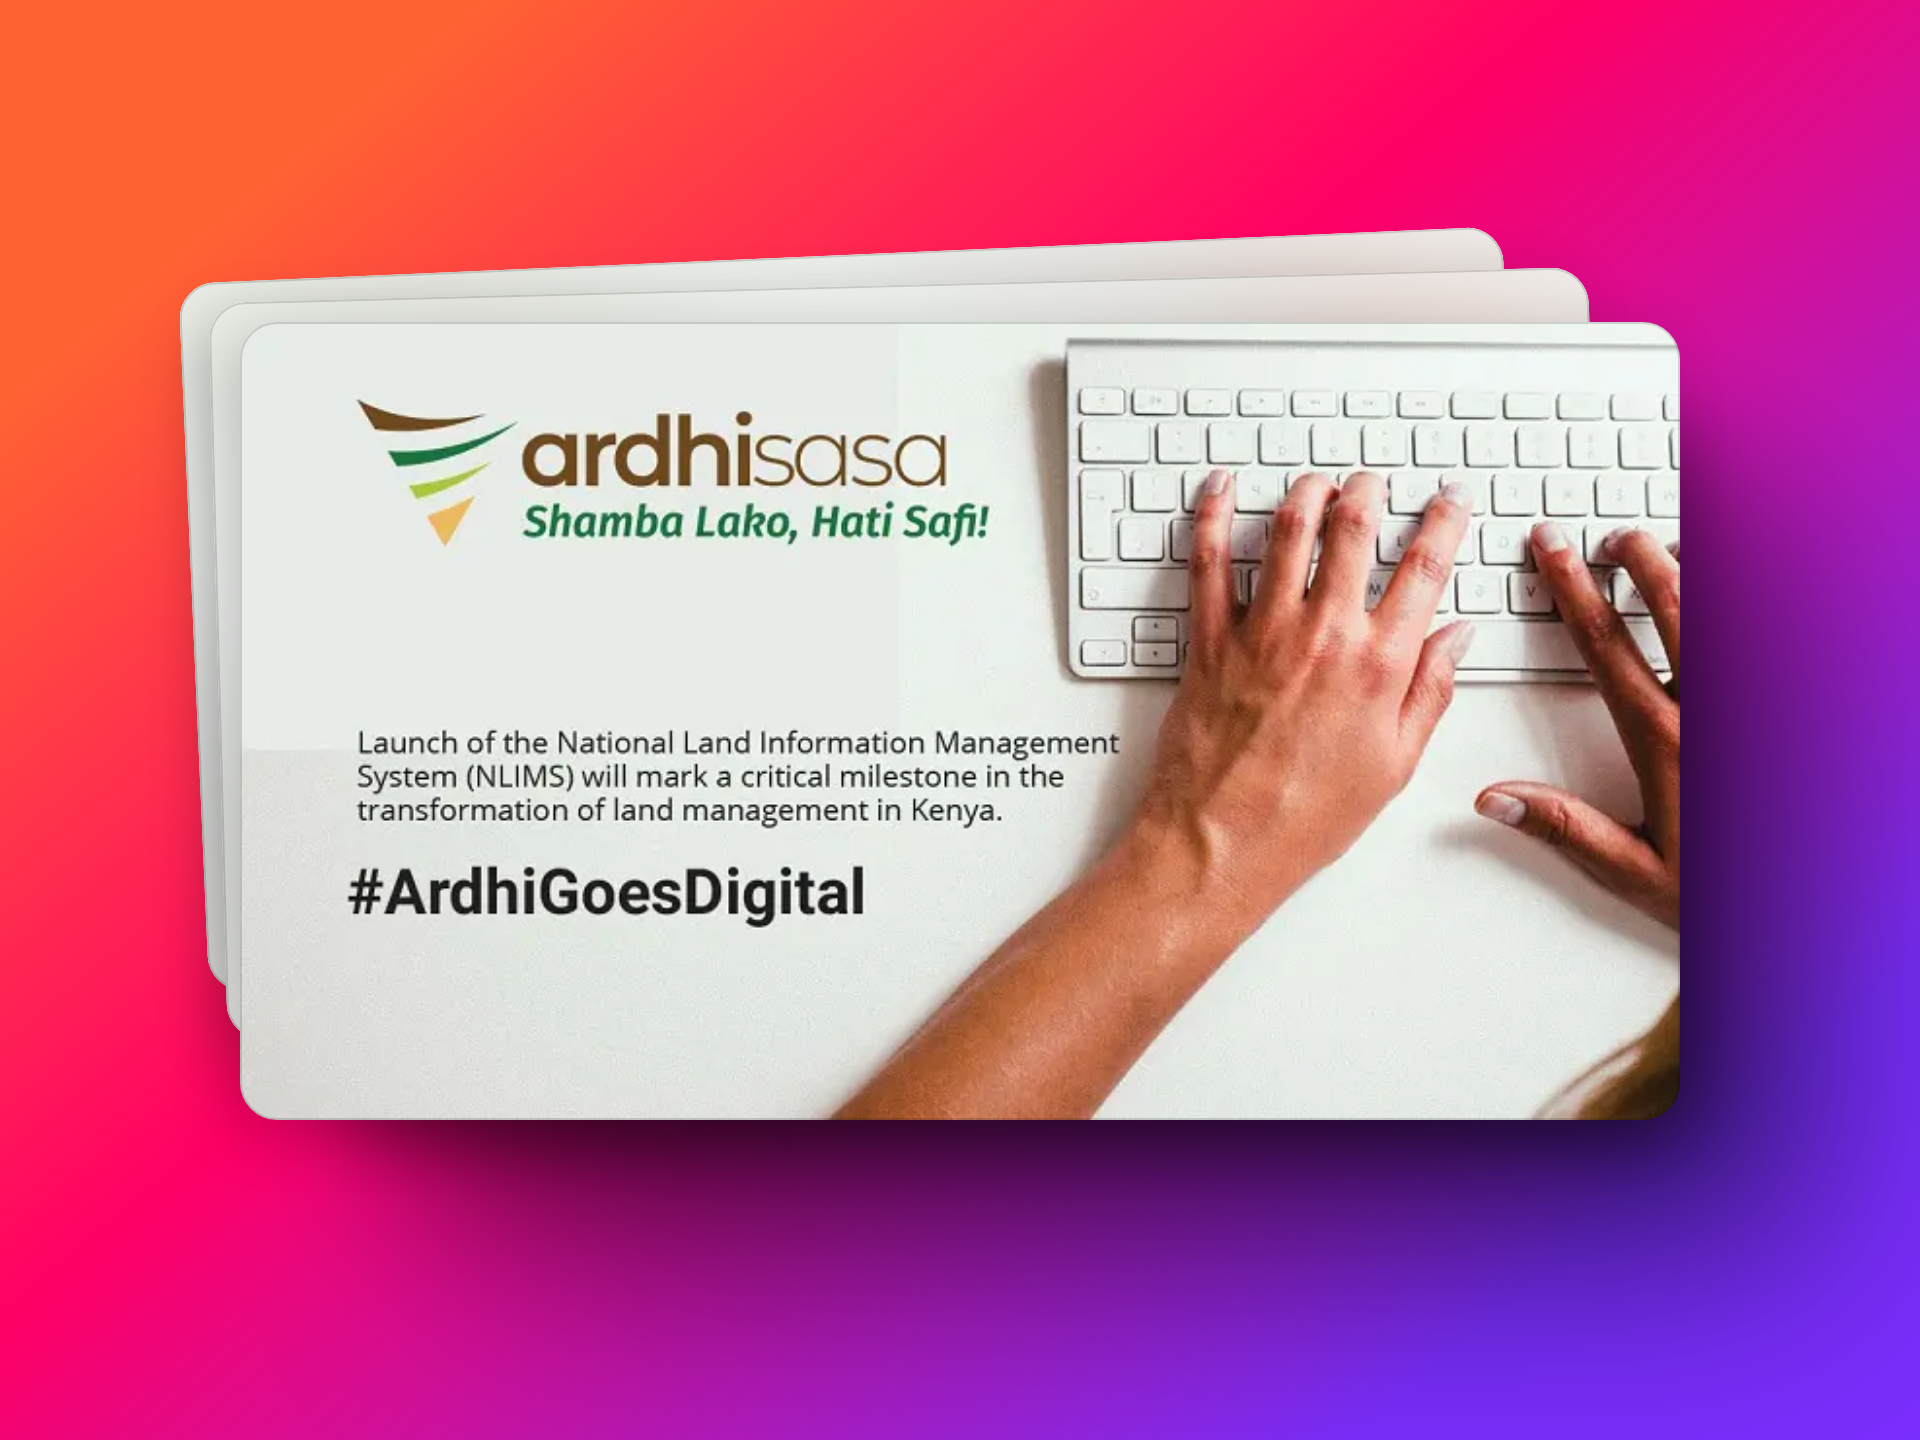 ardhisasa
Shamba Lako, Hati Safi!
Launch of the National Land Information Management
System (NLIMS) will mark a critical milestone in the
transformation of land management in Kenya.
#ArdhiGoesDigital